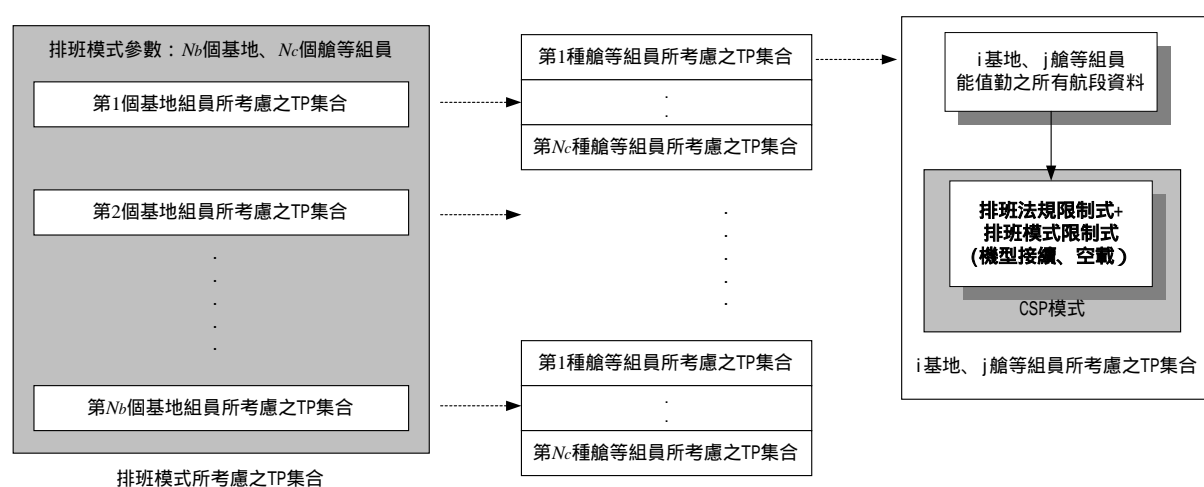 排班模式參數：Nb個基地、Nc個艙等組員
第1個基地組員所考慮之TP集合
第2個基地組員所考慮之TP集合
.
.
.
.
.
第Nb個基地組員所考慮之TP集合
排班模式所考慮之TP集合
第1種艙等組員所考慮之TP集合
.
.
第Nc種艙等組員所考慮之TP集合
.
.
.
.
.
第1種艙等組員所考慮之TP集合
.
.
第Nc種艙等組員所考慮之TP集合
i基地、j艙等組員
能值勤之所有航段資料
排班法規限制式+
排班模式限制式
(機型接續、空載)
CSP模式
i基地、j艙等組員所考慮之TP集合